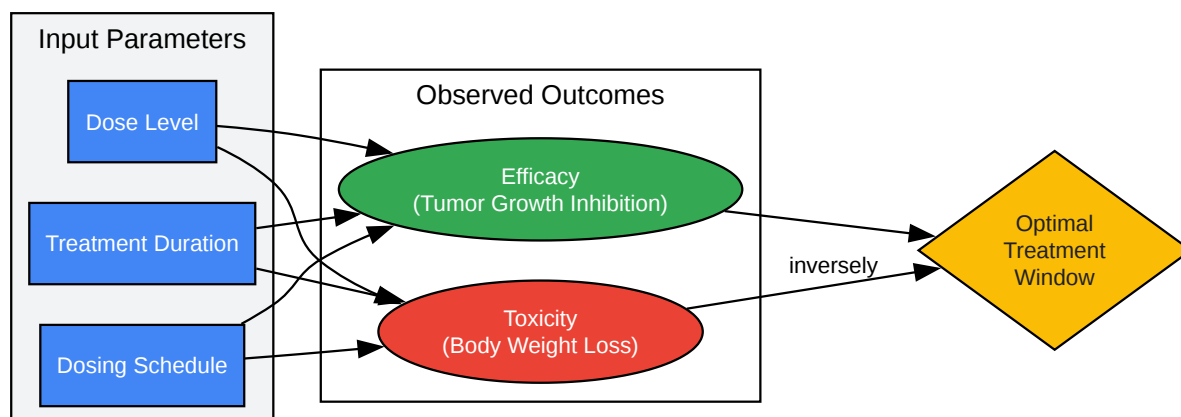 Input Parameters
Dose Level
Treatment Duration
Dosing Schedule
Observed Outcomes
Efficacy
(Tumor Growth Inhibition)
Toxicity
(Body Weight Loss)
inversely
Optimal
Treatment
Window